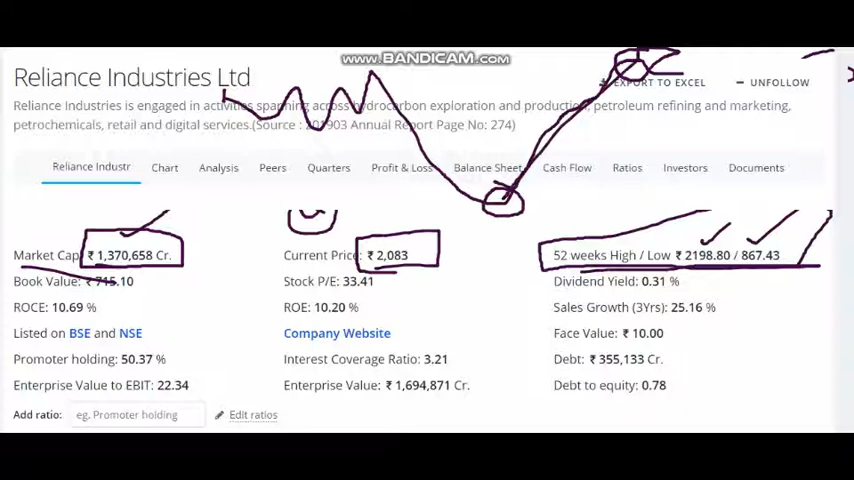 www.BANDICAM.com
Reliance Industries Ltd
EXPORT TO EXCEL
UNFOLLOW
Reliance Industries is engaged in activities spanning across hydrocarbon exploration and production, petroleum refining and marketing,
petrochemicals, retail and digital services.(Source : 201903 Annual Report Page No: 274)
Reliance Industr Chart Analysis Peers Quarters Profit & Loss Balance Sheet Cash Flow Ratios Investors Documents
Market Cap: ₹ 1,370,658 Cr. Current Price: ₹ 2,083 52 weeks High / Low ₹ 2198.80 / 867.43
Book Value: ₹ 715.10 Stock P/E: 33.41 Dividend Yield: 0.31 %
ROCE: 10.69 % ROE: 10.20 % Sales Growth (3Yrs): 25.16 %
Listed on BSE and NSE Company Website Face Value: ₹ 10.00
Promoter holding: 50.37 % Interest Coverage Ratio: 3.21 Debt: ₹ 355,133 Cr.
Enterprise Value to EBIT: 22.34 Enterprise Value: ₹ 1,694,871 Cr. Debt to equity: 0.78
Add ratio: eg. Promoter holding Edit ratios